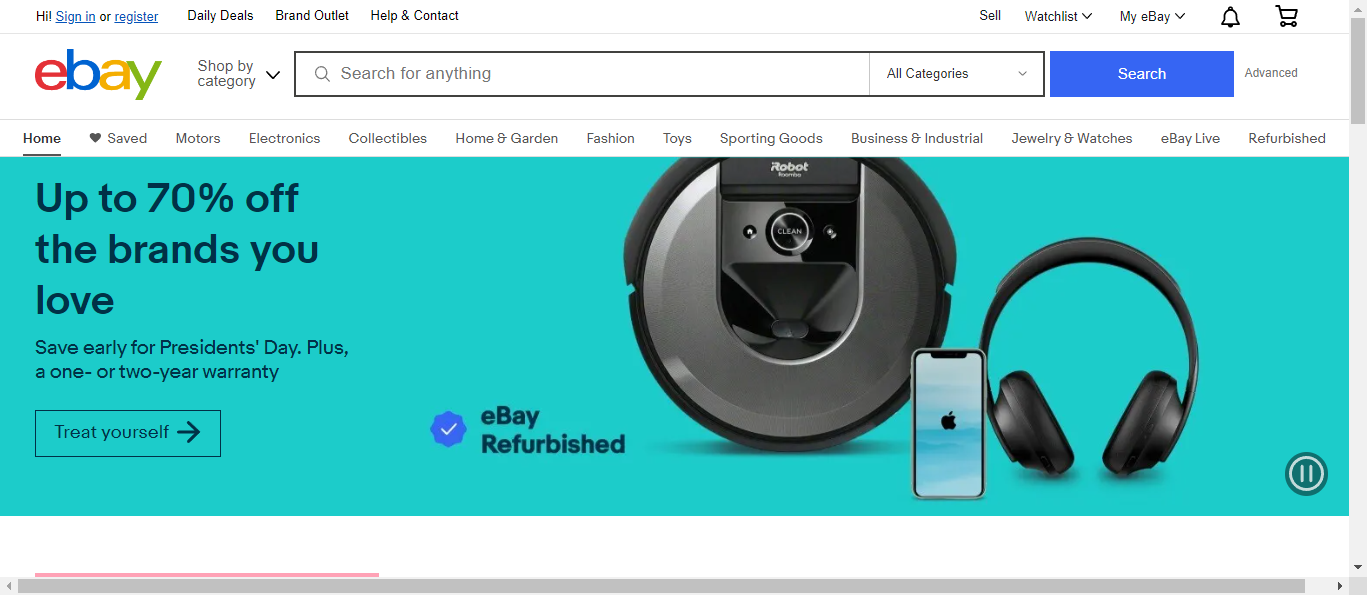 Hi! Sign in or register
Daily Deals
Brand Outlet
Help & Contact
Sell
Watchlist
My eBay
ebay
Shop by
category
Search for anything
All Categories
Search
Advanced
Home
Saved
Motors
Electronics
Collectibles
Home & Garden
Fashion
Toys
Sporting Goods
Business & Industrial
Jewelry & Watches
eBay Live
Refurbished
Up to 70% off
the brands you
love
Save early for Presidents' Day. Plus,
a one- or two-year warranty
Treat yourself
eBay
Refurbished
iRobot
Roomba
CLEAN